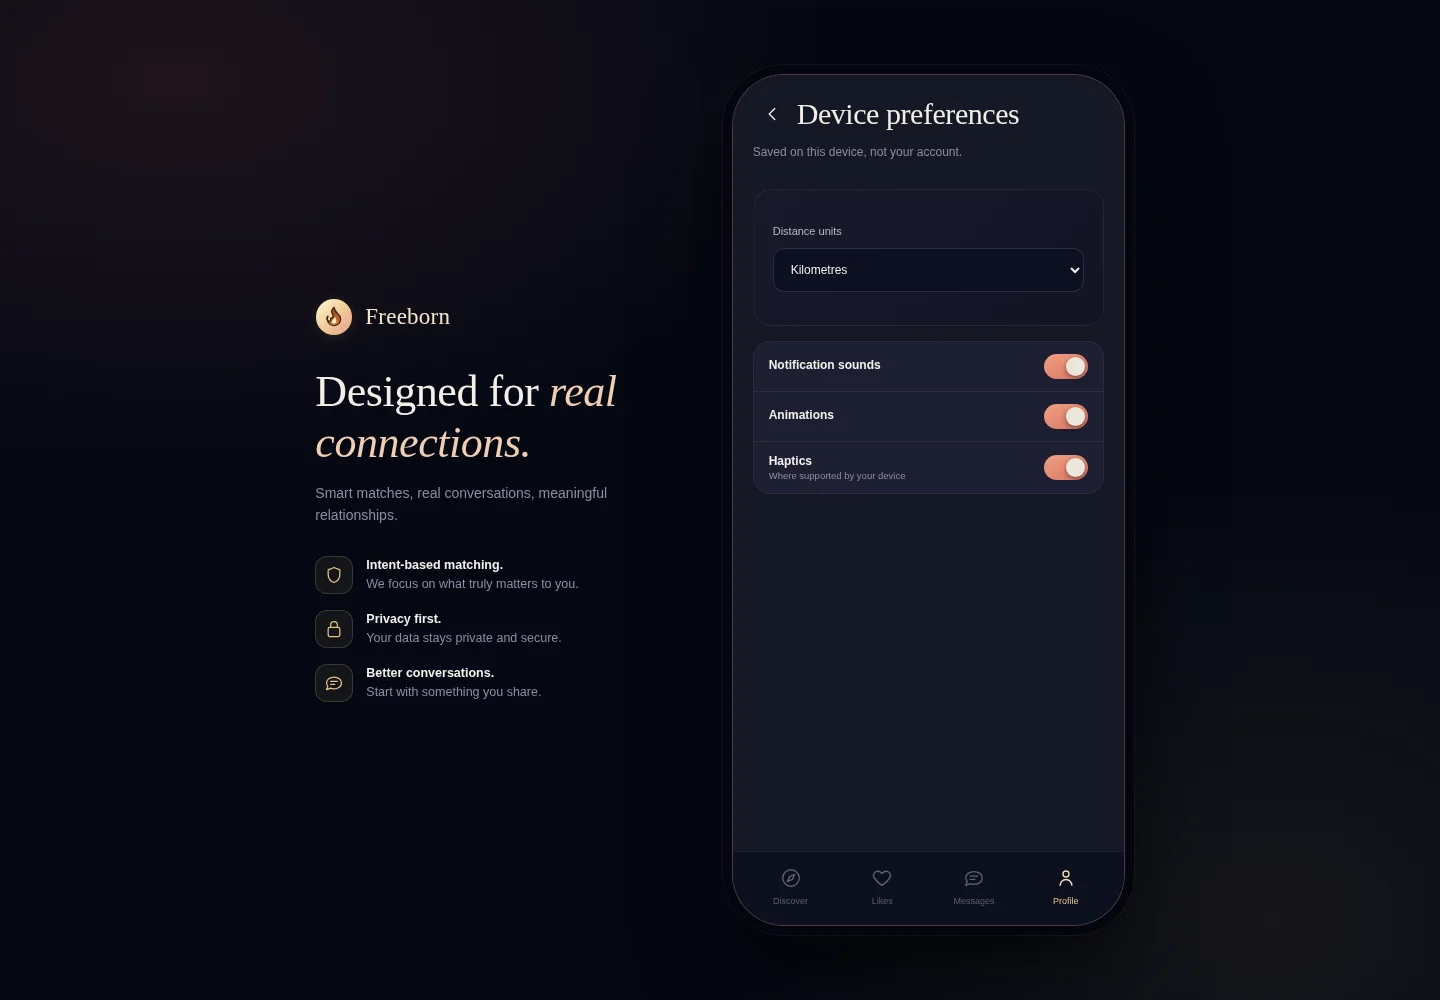 Freeborn
Designed for real
connections.
Smart matches, real conversations, meaningful
relationships.
Intent-based matching.
We focus on what truly matters to you.
Privacy first.
Your data stays private and secure.
Better conversations.
Start with something you share.
Device preferences
Saved on this device, not your account.
Distance units
Kilometres
Notification sounds
Animations
Haptics
Where supported by your device
Discover
Likes
Messages
Profile